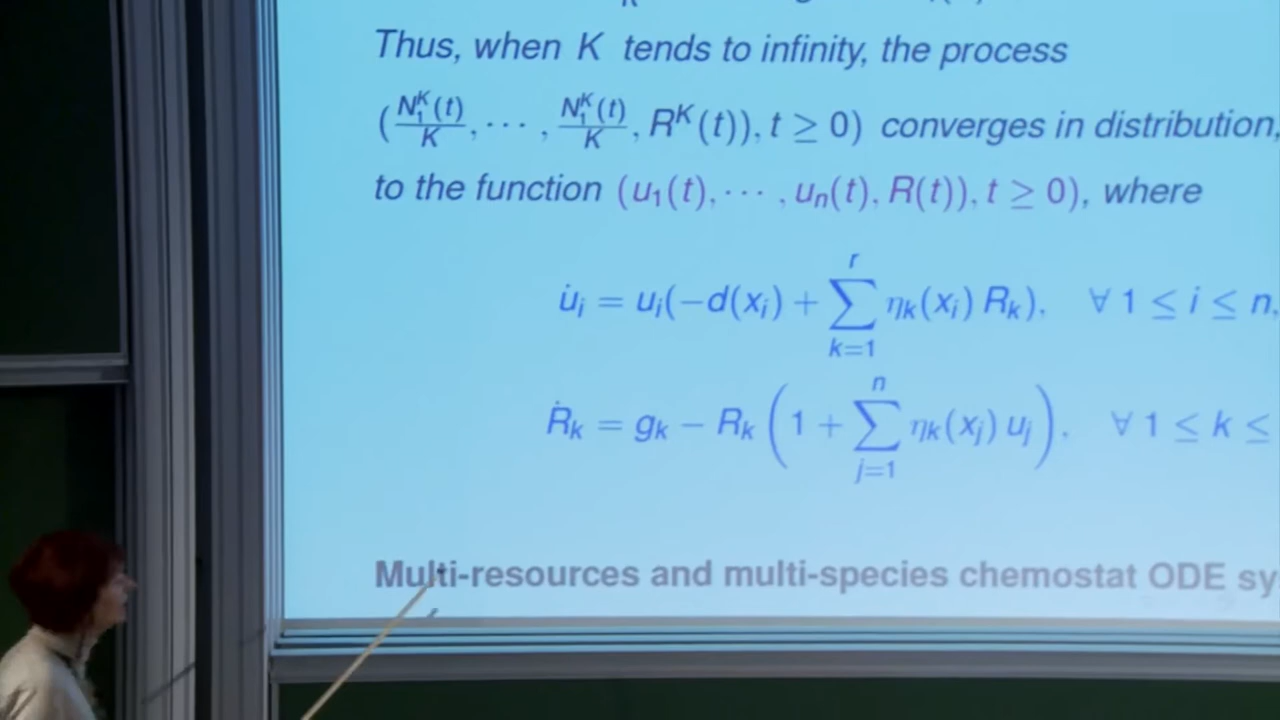 Thus, when K tends to infinity, the process
(N₁ᴷ(t)/K, ⋯ , N₁ᴷ(t)/K, Rᴷ(t)), t ≥ 0) converges in distribution,
to the function (u₁(t), ⋯ , uₙ(t), R(t)), t ≥ 0), where
u̇ᵢ = uᵢ(−d(xᵢ) + ∑_{k=1}^{r} ηₖ(xᵢ) Rₖ), ∀ 1 ≤ i ≤ n,
Ṙₖ = gₖ − Rₖ (1 + ∑_{j=1}^{n} ηₖ(xⱼ) uⱼ), ∀ 1 ≤ k ≤
Multi-resources and multi-species chemostat ODE sy